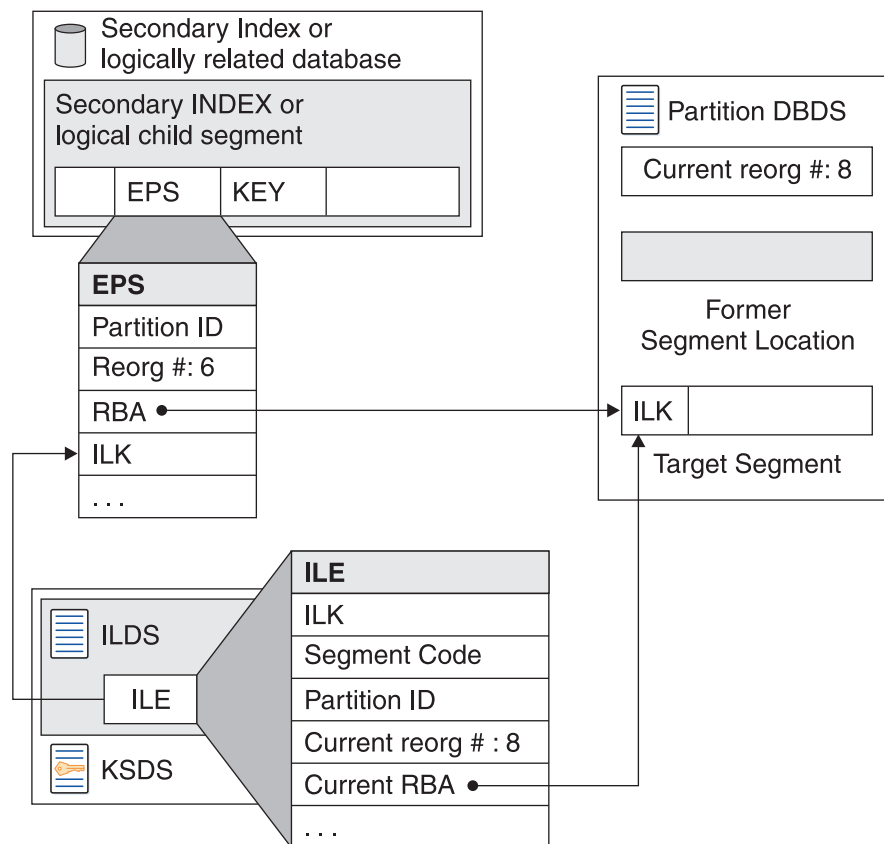 Secondary Index or
logically related database
Secondary INDEX or
logical child segment
EPS KEY
EPS
Partition ID
Reorg #: 6
RBA
ILK
. . .
Partition DBDS
Current reorg #: 8
Former
Segment Location
ILK
Target Segment
ILDS
ILE
KSDS
ILE
ILK
Segment Code
Partition ID
Current reorg # : 8
Current RBA
. . .